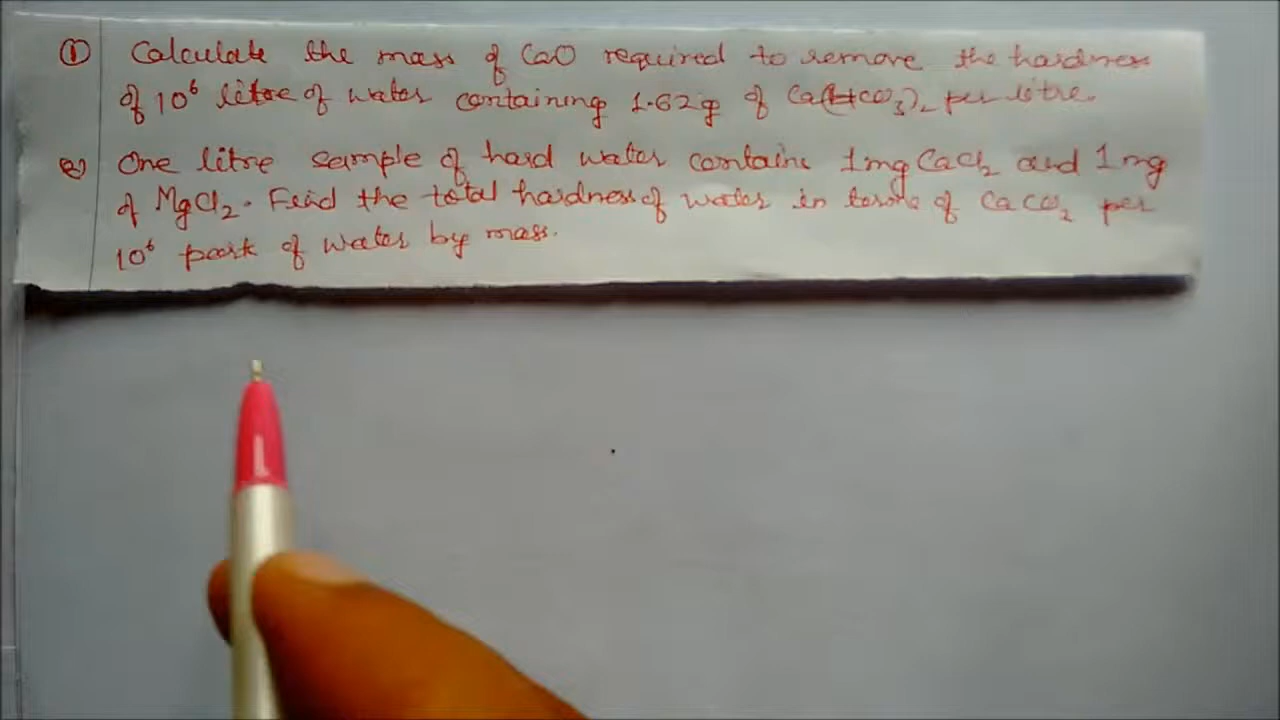 ① Calculate the mass of CaO required to remove the hardness
of 10⁶ litre of water containing 1.62g of Ca(HCO₃)₂ per litre.
② One litre sample of hard water contains 1mg CaCl₂ and 1mg
of MgCl₂. Find the total hardness of water in terms of CaCO₂ per
10⁶ parts of water by mass.